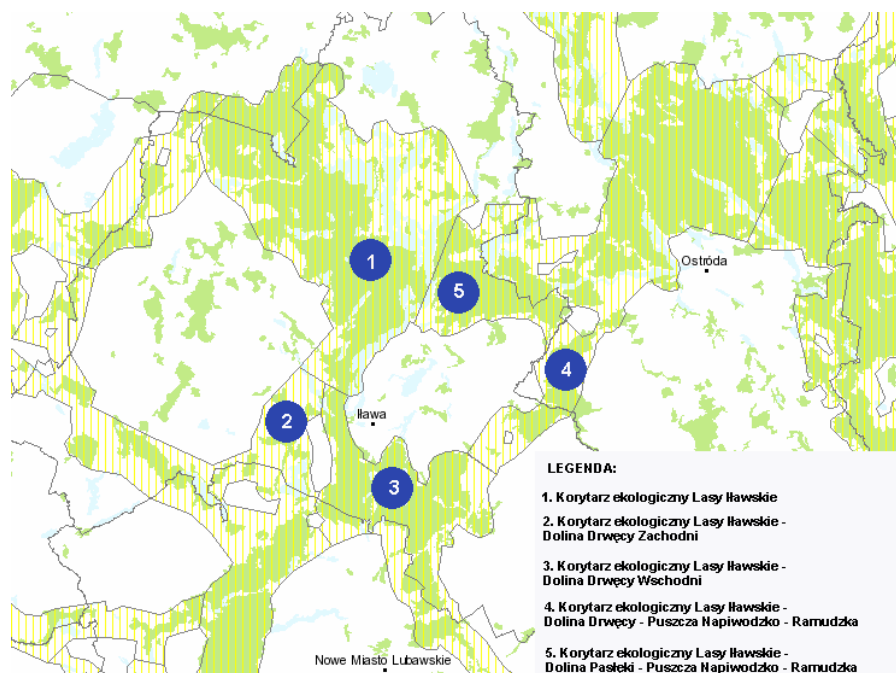 1
5
Ostróda
4
2
Iława
3
Nowe Miasto Lubawskie
LEGENDA:
1. Korytarz ekologiczny Lasy Iławskie
2. Korytarz ekologiczny Lasy Iławskie -
Dolina Drwęcy Zachodni
3. Korytarz ekologiczny Lasy Iławskie -
Dolina Drwęcy Wschodni
4. Korytarz ekologiczny Lasy Iławskie -
Dolina Drwęcy - Puszcza Napiwodzko - Ramudzka
5. Korytarz ekologiczny Lasy Iławskie -
Dolina Pasłęki - Puszcza Napiwodzko - Ramudzka